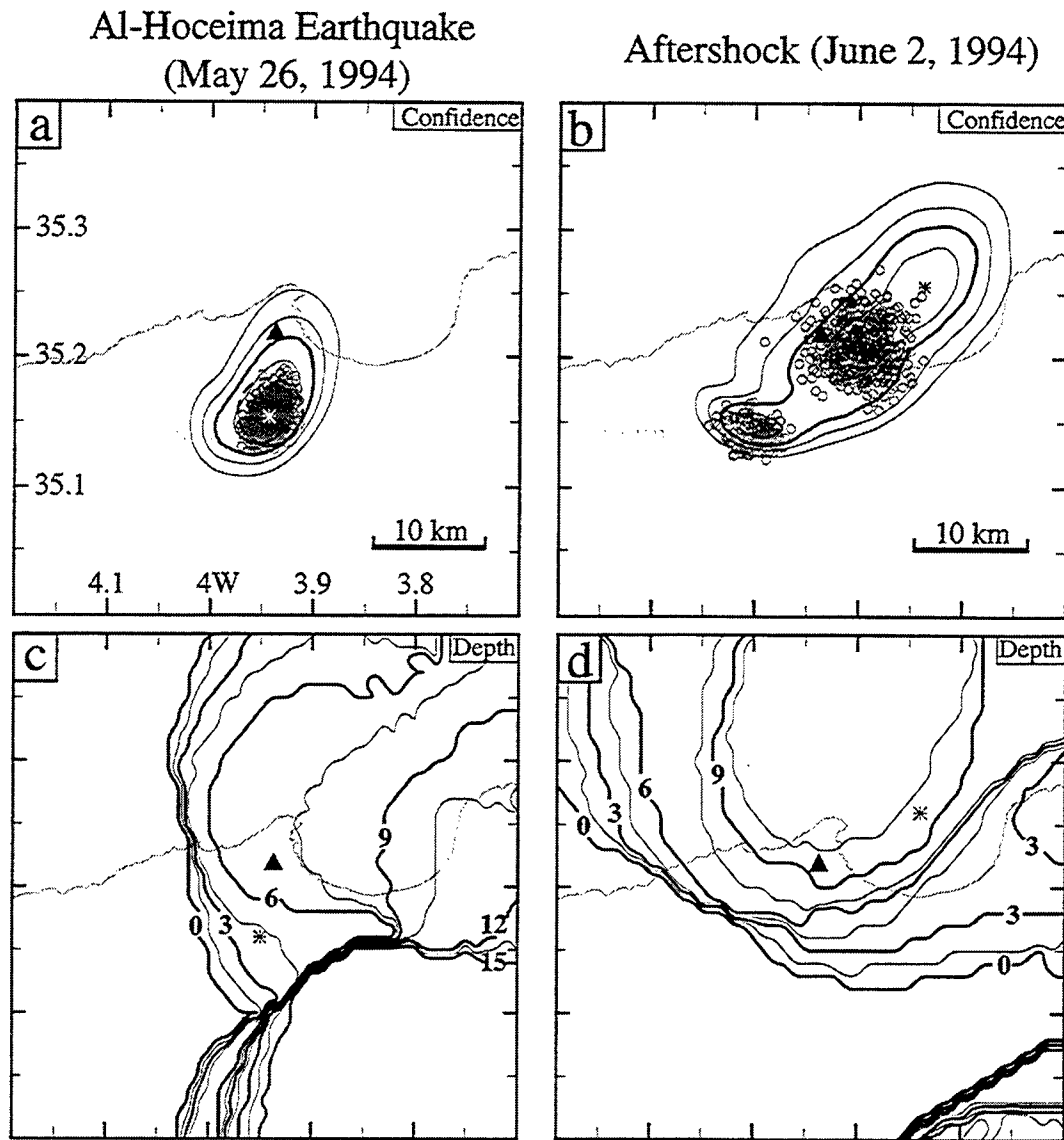 Al-Hoceima Earthquake
(May 26, 1994)
Aftershock (June 2, 1994)
a
Confidence
35.3
35.2
35.1
10 km
4.1 4W 3.9 3.8
b
Confidence
10 km
c
Depth
9
6
0 3
12
15
d
Depth
9
6
3
0
3
3
0